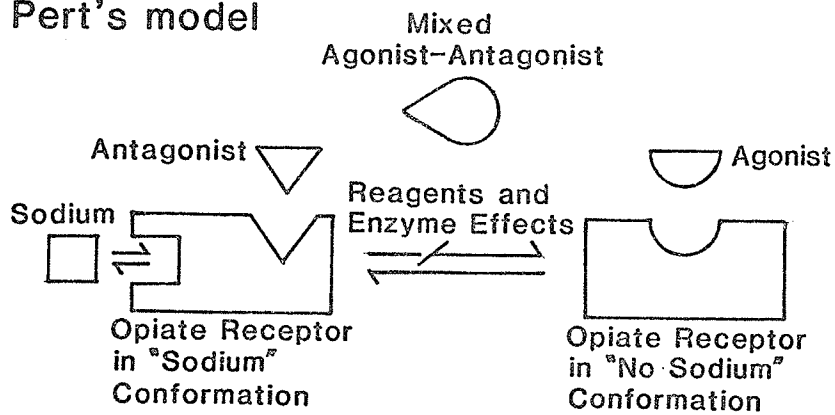 Pert's model
Mixed
Agonist-Antagonist
Antagonist
Agonist
Sodium
Reagents and
Enzyme Effects
Opiate Receptor
in "Sodium"
Conformation
Opiate Receptor
in "No Sodium"
Conformation